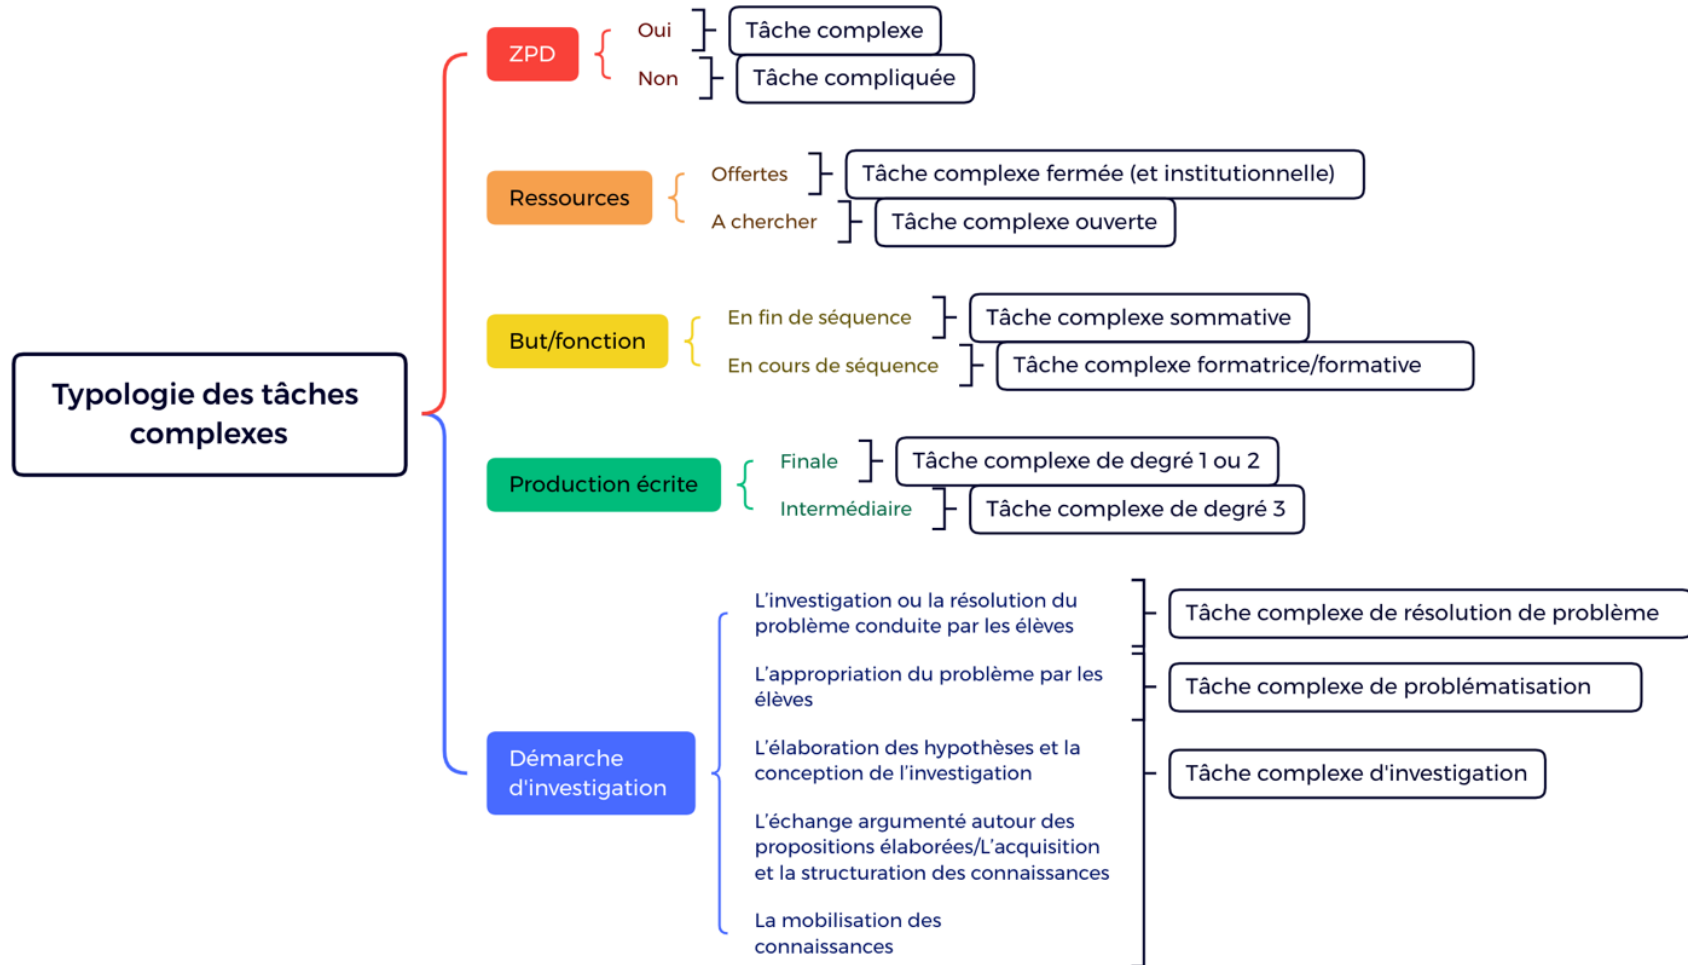 Typologie des tâches
complexes
ZPD
Oui
Tâche complexe
Non
Tâche compliquée
Ressources
Offertes
Tâche complexe fermée (et institutionnelle)
A chercher
Tâche complexe ouverte
But/fonction
En fin de séquence
Tâche complexe sommative
En cours de séquence
Tâche complexe formatrice/formative
Production écrite
Finale
Tâche complexe de degré 1 ou 2
Intermédiaire
Tâche complexe de degré 3
Démarche
d'investigation
L'investigation ou la résolution du
problème conduite par les élèves
Tâche complexe de résolution de problème
L'appropriation du problème par les
élèves
Tâche complexe de problématisation
L'élaboration des hypothèses et la
conception de l'investigation
Tâche complexe d'investigation
L'échange argumenté autour des
propositions élaborées/L'acquisition
et la structuration des connaissances
La mobilisation des
connaissances